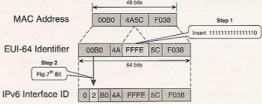 48 bits
MAC Address 00B0 4A5C F038
Step 1
Insert 1111111111111110
EUI-64 Identifier 00B0 4A FFFE 5C F038
Step 2
Flip 7th Bit
64 bits
IPv6 Interface ID 0 2 B0 4A FFFE 5C F038